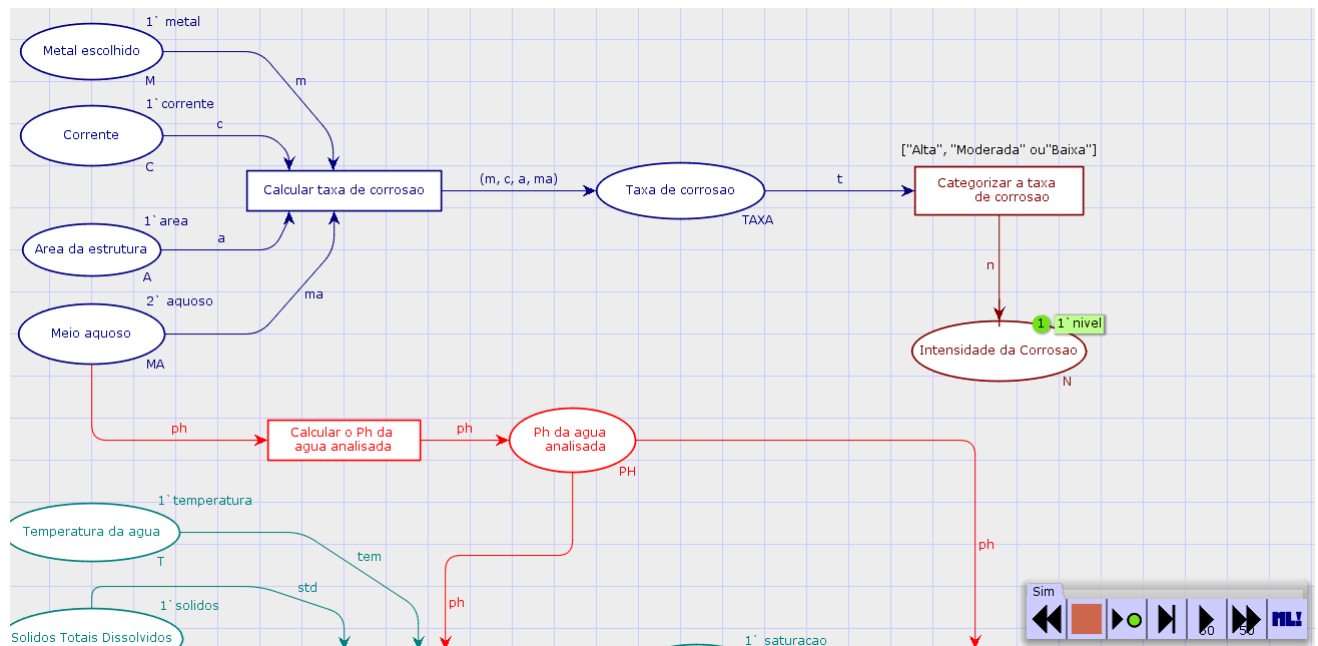 1` metal
Metal escolhido
M
m
1`corrente
c
Corrente
C
["Alta", "Moderada" ou"Baixa"]
Calcular taxa de corrosao
(m, c, a, ma)
Taxa de corrosao
TAXA
t
Categorizar a taxa
de corrosao
1`area
a
Area da estrutura
A
n
2` aquoso
ma
Meio aquoso
MA
1
1`nivel
Intensidade da Corrosao
N
ph
Calcular o Ph da
agua analisada
ph
Ph da agua
analisada
PH
1`temperatura
Temperatura da agua
T
tem
ph
std
ph
1`solidos
Solidos Totais Dissolvidos
1` saturacao
Sim
60
50
ML!